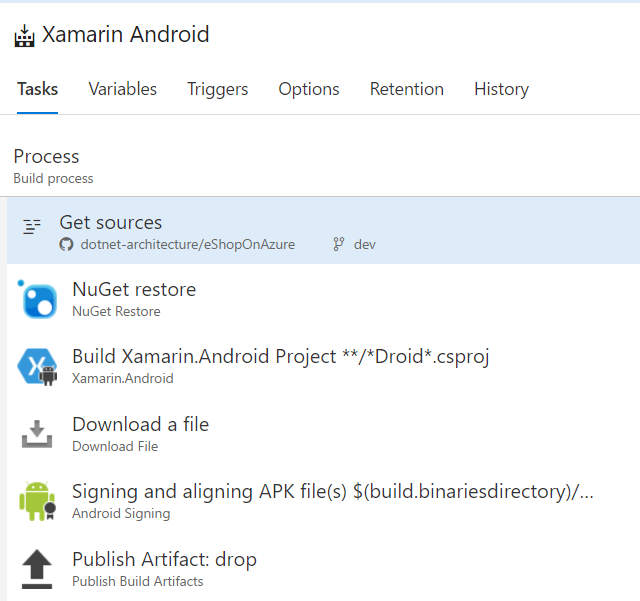 Xamarin Android
Tasks Variables Triggers Options Retention History
Process
Build process
Get sources
dotnet-architecture/eShopOnAzure dev
NuGet restore
NuGet Restore
Build Xamarin.Android Project **/*Droid*.csproj
Xamarin.Android
Download a file
Download File
Signing and aligning APK file(s) $(build.binariesdirectory)/...
Android Signing
Publish Artifact: drop
Publish Build Artifacts